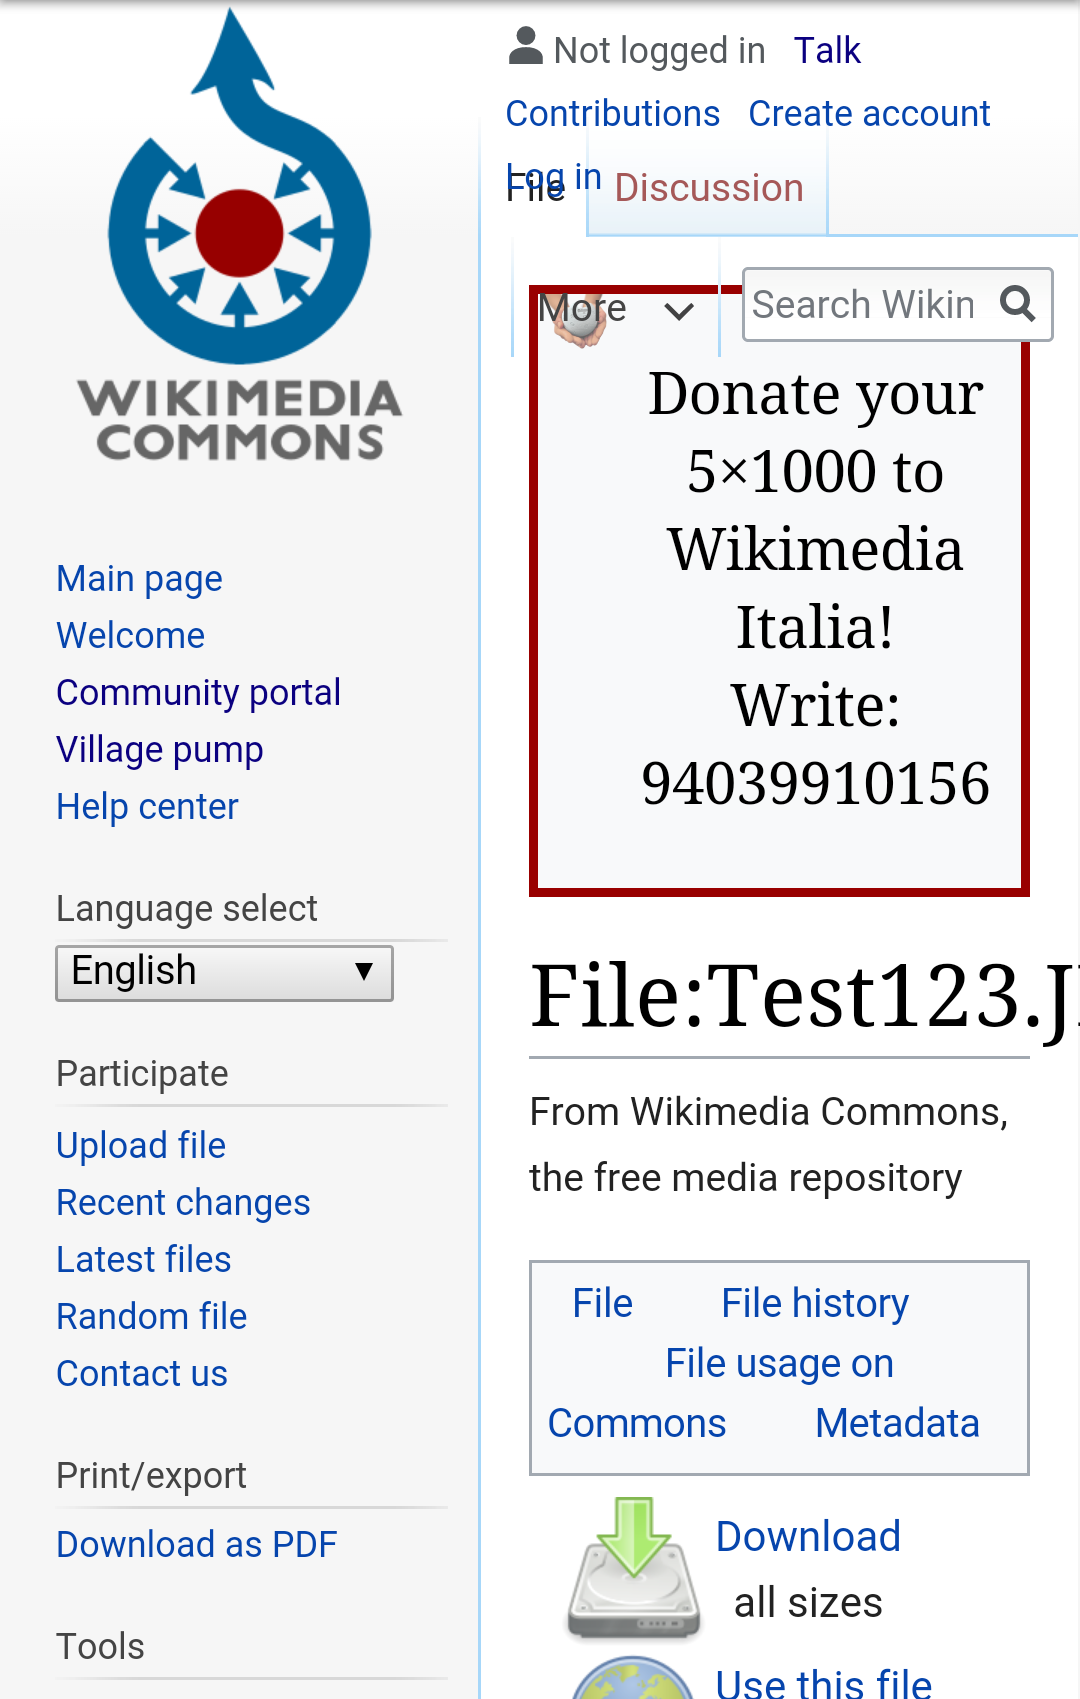 WIKIMEDIA
COMMONS
Main page
Welcome
Community portal
Village pump
Help center
Language select
English
Participate
Upload file
Recent changes
Latest files
Random file
Contact us
Print/export
Download as PDF
Tools
Not logged in Talk
Contributions Create account
Log in
File Discussion
More Search Wikin
Donate your
5×1000 to
Wikimedia
Italia!
Write:
94039910156
File:Test123.J
From Wikimedia Commons,
the free media repository
File File history
File usage on
Commons Metadata
Download
all sizes
Use this file